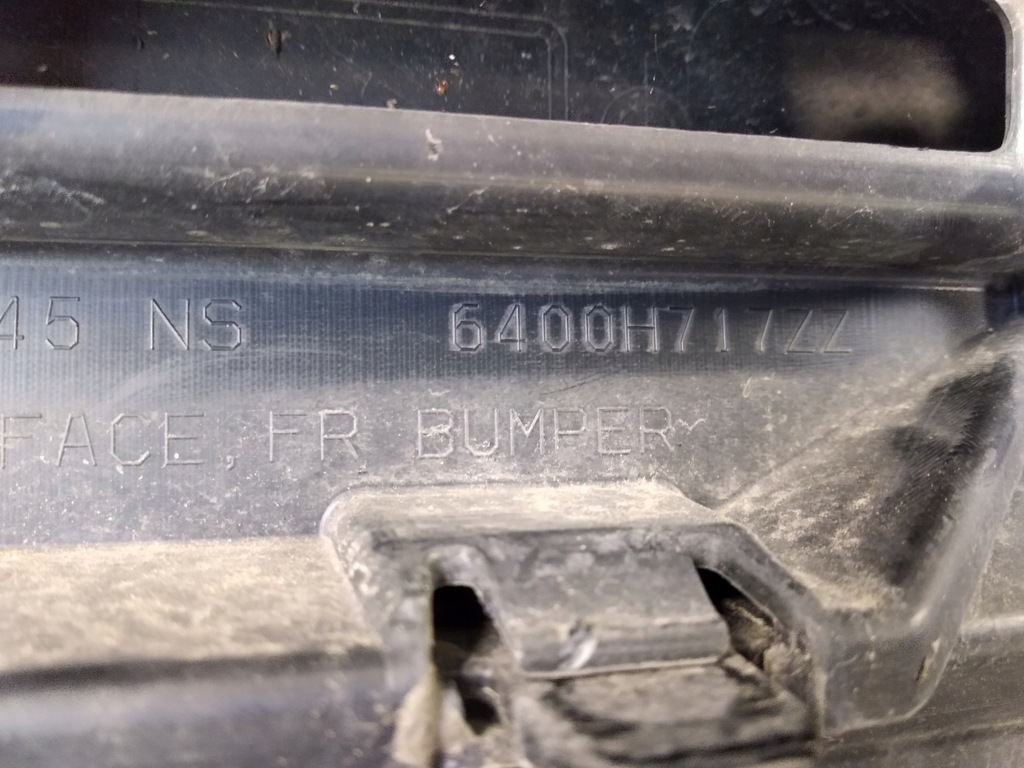 45 NS 6400H717ZZ
FACE,FR BUMPER